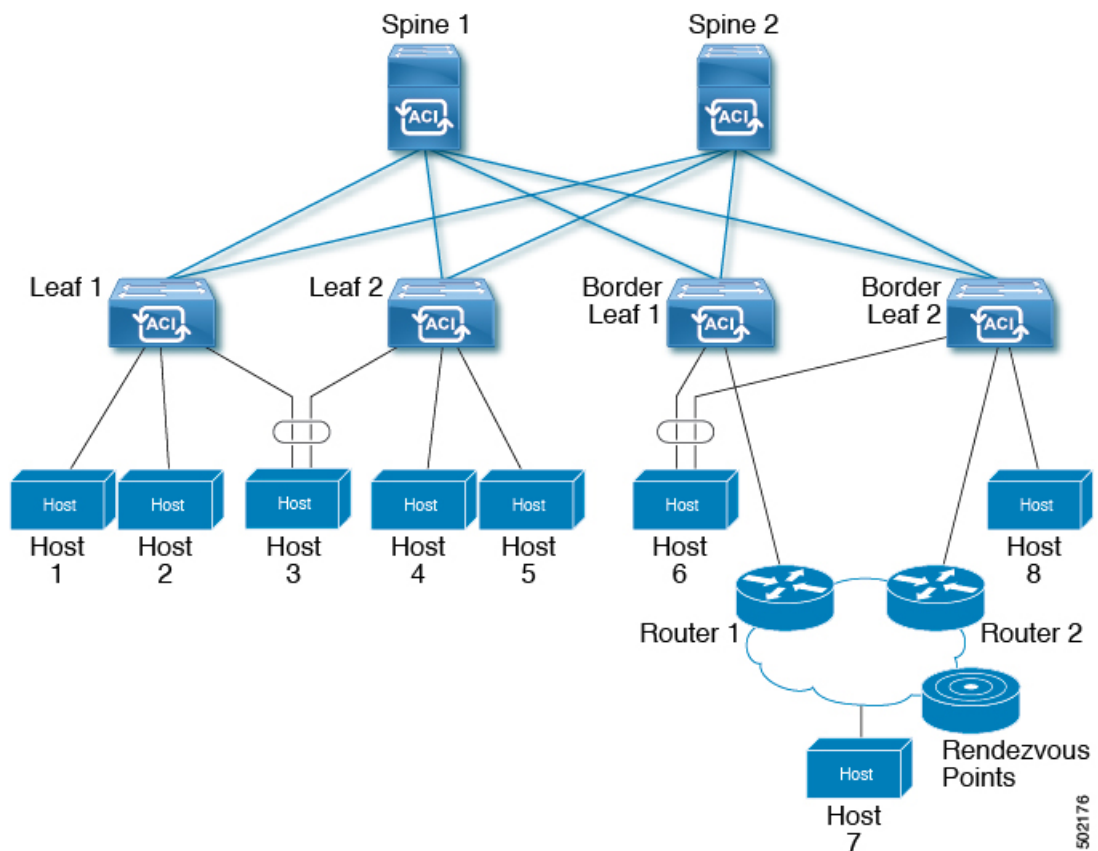 Spine 1
Spine 2
ACI
ACI
Leaf 1
Leaf 2
Border
Leaf 1
Border
Leaf 2
ACI
ACI
ACI
ACI
Host
Host
Host
Host
Host
Host
Host
Host
1
Host
2
Host
3
Host
4
Host
5
Host
6
Host
8
Router 1
Router 2
Rendezvous
Points
Host
Host
7
502176